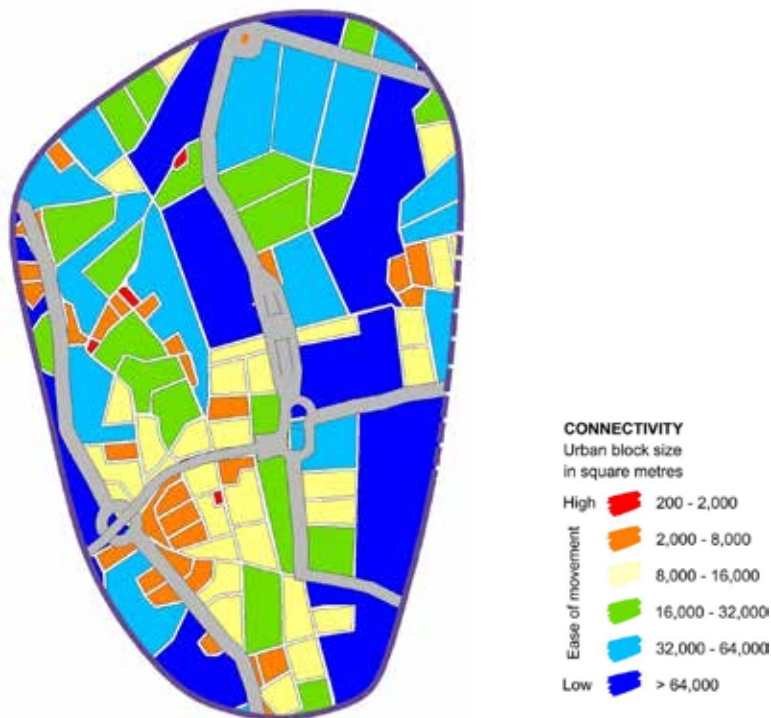 CONNECTIVITY
Urban block size
in square metres
High 200 - 2,000
2,000 - 8,000
8,000 - 16,000
16,000 - 32,000
32,000 - 64,000
Low > 64,000
Ease of movement